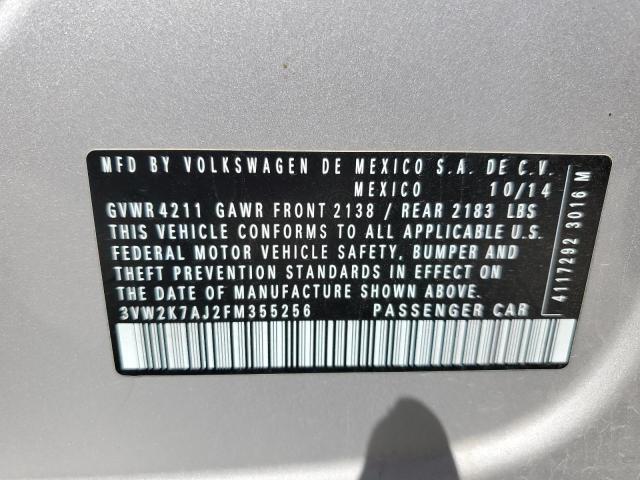 MFD BY VOLKSWAGEN DE MEXICO S.A. DE C.V.
MEXICO 10/14
GVWR 4211 GAWR FRONT 2138 / REAR 2183 LBS
THIS VEHICLE CONFORMS TO ALL APPLICABLE U.S.
FEDERAL MOTOR VEHICLE SAFETY, BUMPER AND
THEFT PREVENTION STANDARDS IN EFFECT ON
THE DATE OF MANUFACTURE SHOWN ABOVE.
3VW2K7AJ2FM355256 PASSENGER CAR
4117292 3016 M